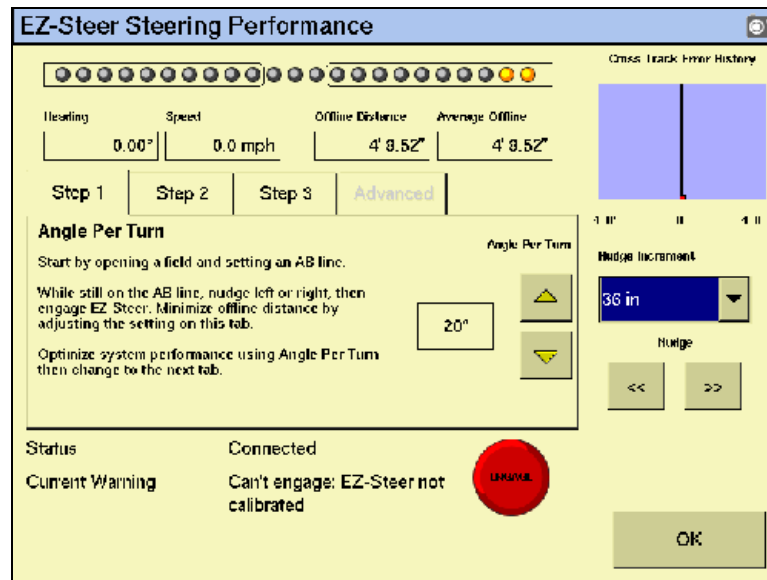 EZ-Steer Steering Performance
Cross Track Error History
Heading Speed Offline Distance Average Offline
0.00° 0.0 mph 4' 9.52" 4' 9.52"
Step 1 Step 2 Step 3 Advanced
Angle Per Turn
Angle Per Turn
Start by opening a field and setting an AB line.
While still on the AB line, nudge left or right, then
engage EZ Steer. Minimize offline distance by
adjusting the setting on this tab.
20°
Optimize system performance using Angle Per Turn
then change to the next tab.
Nudge Increment
36 in
Nudge
<< >>
Status Connected
Current Warning Can't engage: EZ-Steer not
calibrated
ENGAGE
OK